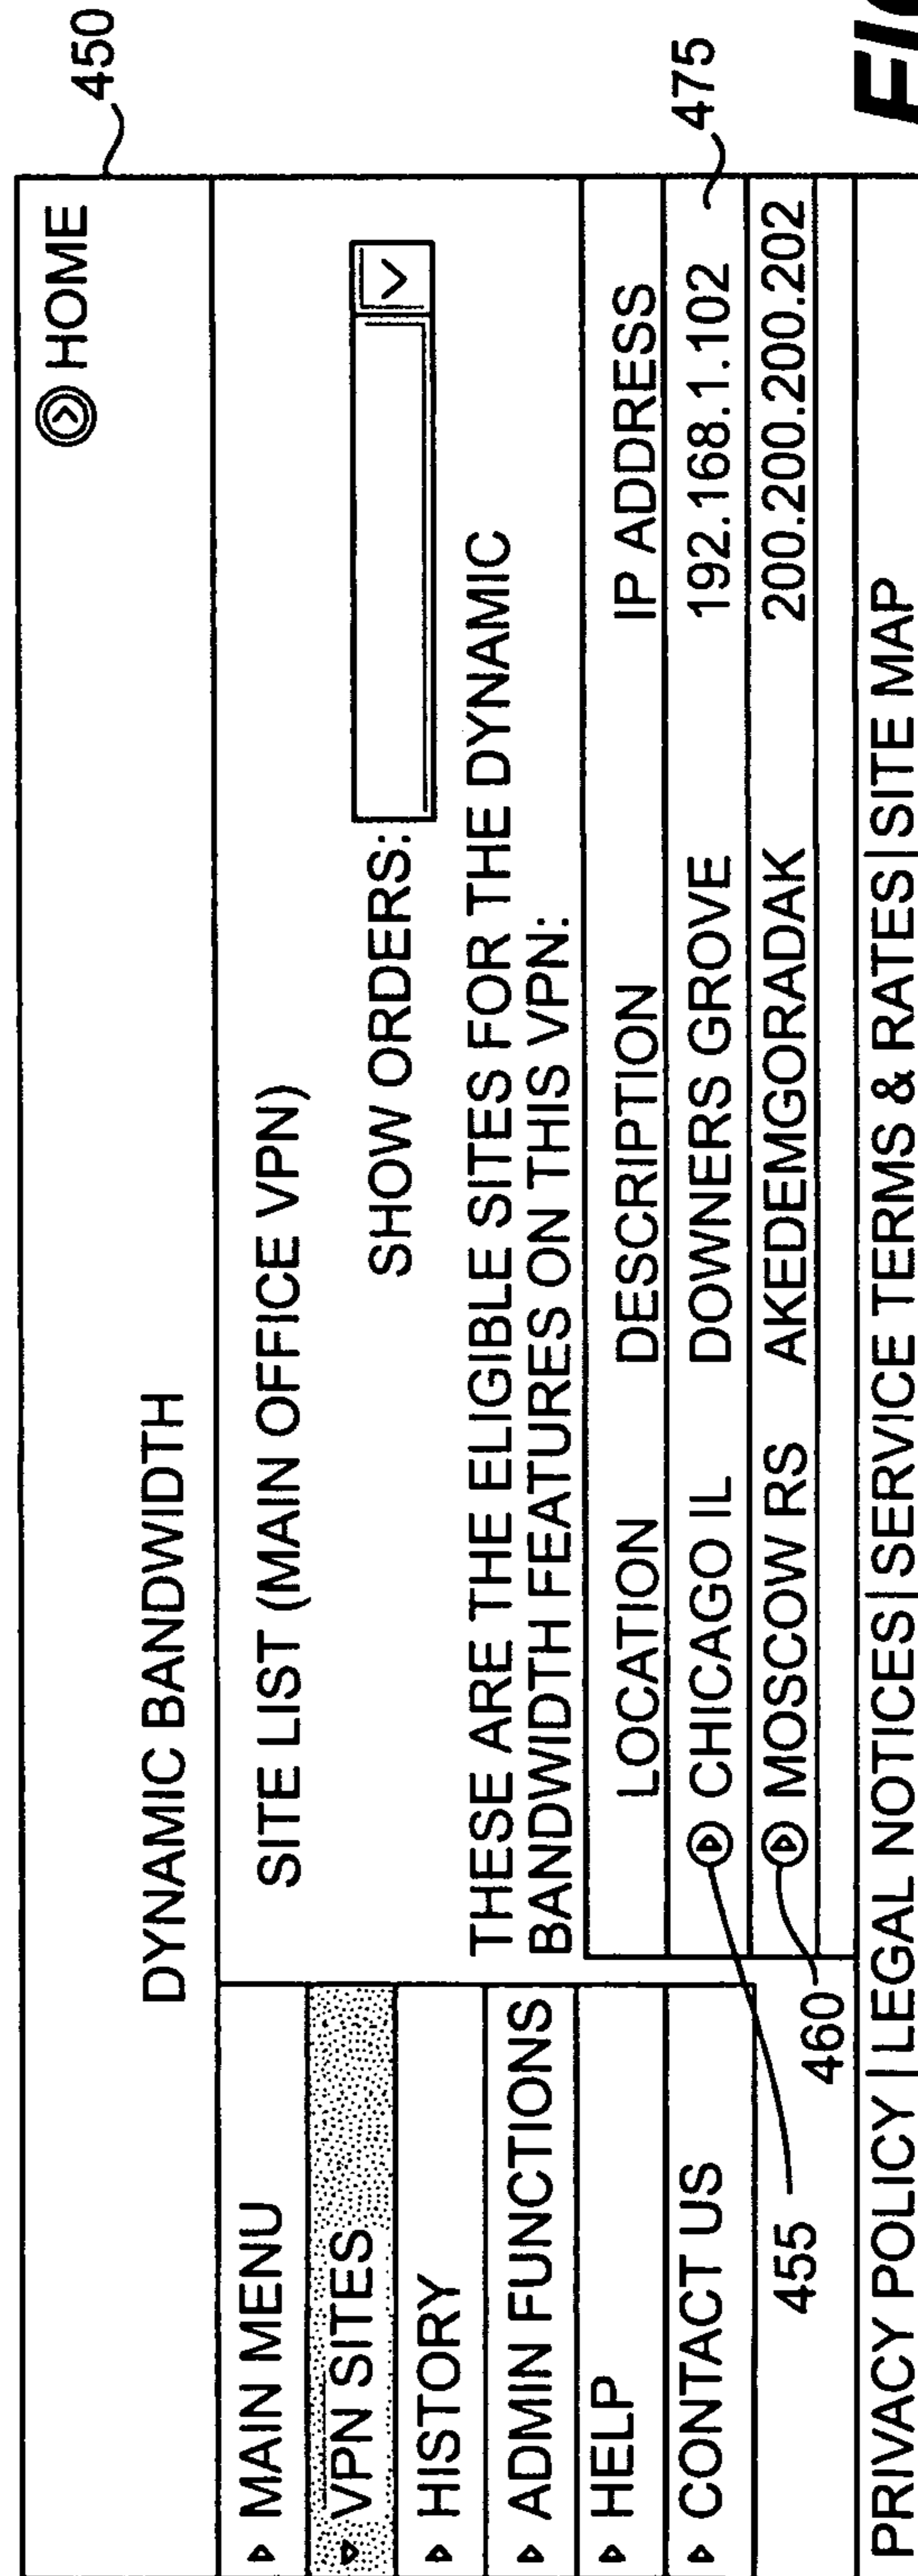 450
HOME
DYNAMIC BANDWIDTH
MAIN MENU
VPN SITES
HISTORY
ADMIN FUNCTIONS
HELP
CONTACT US
SITE LIST (MAIN OFFICE VPN)
SHOW ORDERS:
THESE ARE THE ELIGIBLE SITES FOR THE DYNAMIC
BANDWIDTH FEATURES ON THIS VPN:
LOCATION DESCRIPTION IP ADDRESS
CHICAGO IL DOWNERS GROVE 192.168.1.102
MOSCOW RS AKEDEMGORADAK 200.200.200.202
475
455
460
PRIVACY POLICY | LEGAL NOTICES | SERVICE TERMS & RATES | SITE MAP